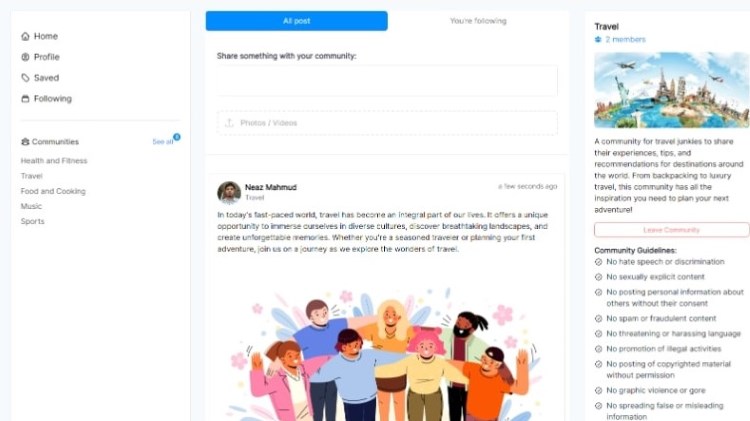 Home
Profile
Saved
Following
Communities
See all
Health and Fitness
Travel
Food and Cooking
Music
Sports
All post
You're following
Share something with your community:
Photos / Videos
Neaz Mahmud
a few seconds ago
Travel
In today's fast-paced world, travel has become an integral part of our lives. It offers a unique
opportunity to immerse ourselves in diverse cultures, discover breathtaking landscapes, and
create unforgettable memories. Whether you're a seasoned traveler or planning your first
adventure, join us on a journey as we explore the wonders of travel.
Travel
2 members
A community for travel junkies to share
their experiences, tips, and
recommendations for destinations around
the world. From backpacking to luxury
travel, this community has all the
inspiration you need to plan your next
adventure!
Leave Community
Community Guidelines:
No hate speech or discrimination
No sexually explicit content
No posting personal information about
others without their consent
No spam or fraudulent content
No threatening or harassing language
No promotion of illegal activities
No posting of copyrighted material
without permission
No graphic violence or gore
No spreading false or misleading
information